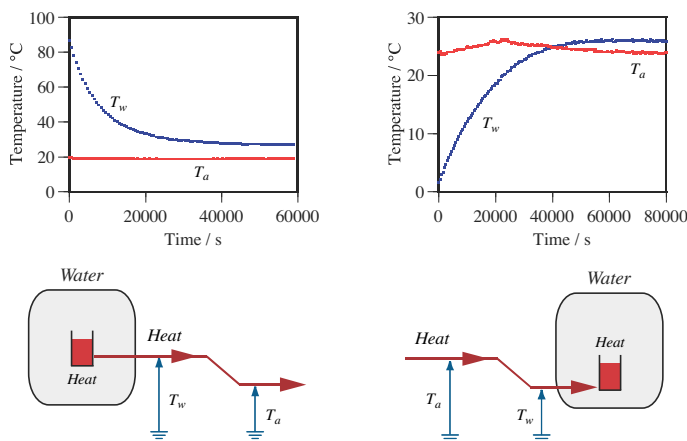 100
80
60
40
20
0
Temperature / °C
T_w
T_a
0 20000 40000 60000
Time / s
30
20
10
0
Temperature / °C
T_a
T_w
0 20000 40000 60000 80000
Time / s
Water
Heat
Heat
T_w
T_a
Water
Heat
Heat
T_a
T_w